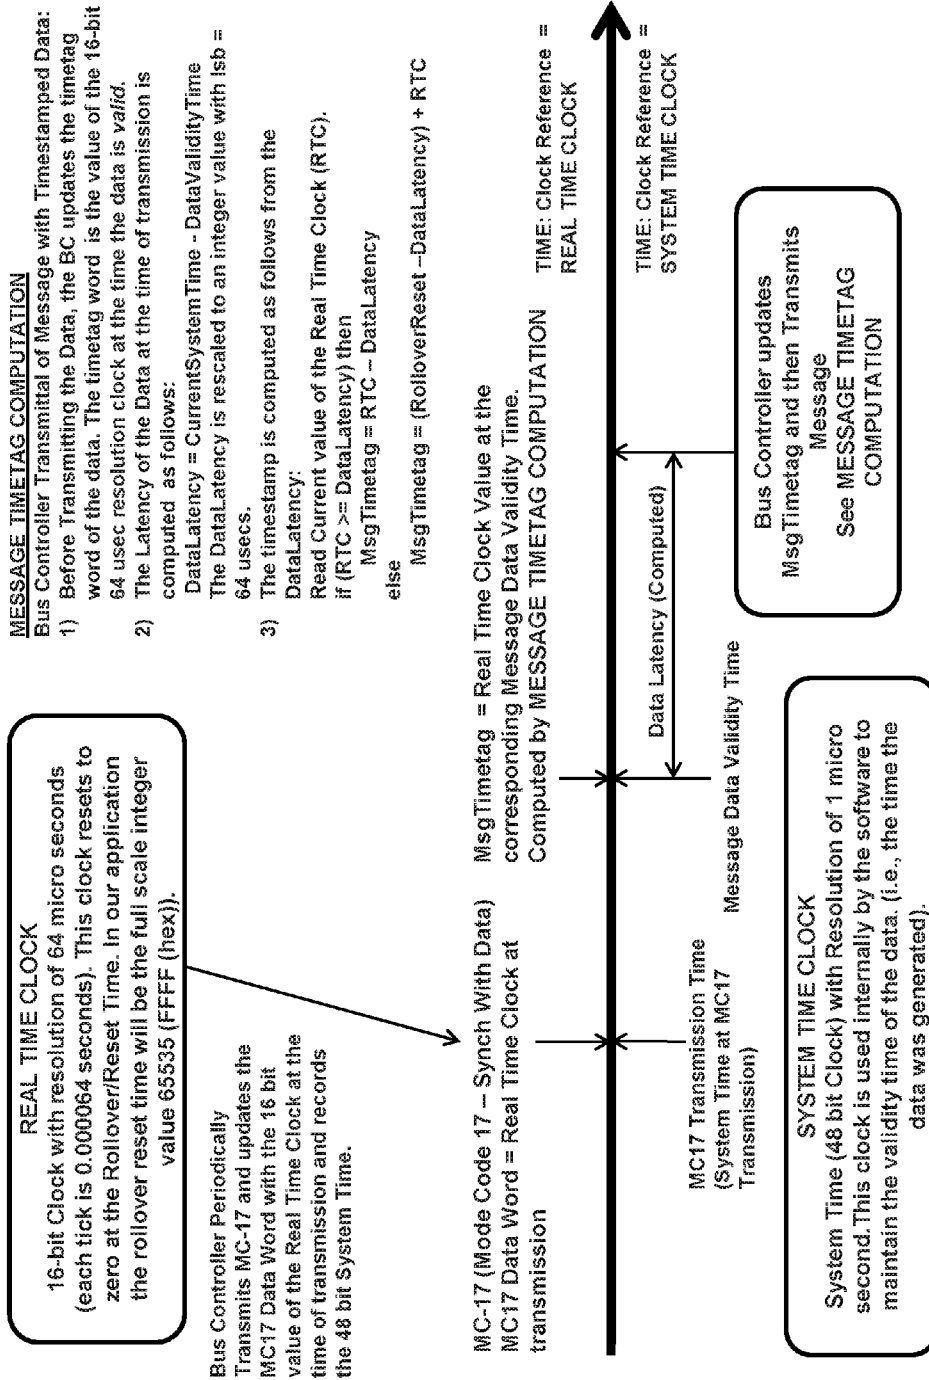 REAL TIME CLOCK
16-bit Clock with resolution of 64 micro seconds
(each tick is 0.000064 seconds). This clock resets to
zero at the Rollover/Reset Time. In our application
the rollover reset time will be the full scale integer
value 65535 (FFFF (hex)).
MESSAGE TIMETAG COMPUTATION
Bus Controller Transmittal of Message with Timestamped Data:
1) Before Transmitting the Data, the BC updates the timetag
word of the data. The timetag word is the value of the 16-bit
64 usec resolution clock at the time the data is valid.
2) The Latency of the Data at the time of transmission is
computed as follows:
DataLatency = CurrentSystemTime - DataValidityTime
The DataLatency is rescaled to an integer value with lsb =
64 usecs.
3) The timestamp is computed as follows from the
DataLatency:
Read Current value of the Real Time Clock (RTC).
if (RTC >= DataLatency) then
MsgTimetag = RTC – DataLatency
else
MsgTimetag = (RolloverReset –DataLatency) + RTC
Bus Controller Periodically
Transmits MC-17 and updates the
MC17 Data Word with the 16 bit
value of the Real Time Clock at the
time of transmission and records
the 48 bit System Time.
MC-17 (Mode Code 17 – Synch With Data)
MC17 Data Word = Real Time Clock at
transmission
MsgTimetag = Real Time Clock Value at the
corresponding Message Data Validity Time.
Computed by MESSAGE TIMETAG COMPUTATION
TIME: Clock Reference =
REAL TIME CLOCK
TIME: Clock Reference =
SYSTEM TIME CLOCK
Data Latency (Computed)
MC17 Transmission Time
(System Time at MC17
Transmission)
Message Data Validity Time
Bus Controller updates
MsgTimetag and then Transmits
Message
See MESSAGE TIMETAG
COMPUTATION
SYSTEM TIME CLOCK
System Time (48 bit Clock) with Resolution of 1 micro
second.This clock is used internally by the software to
maintain the validity time of the data. (i.e., the time the
data was generated).